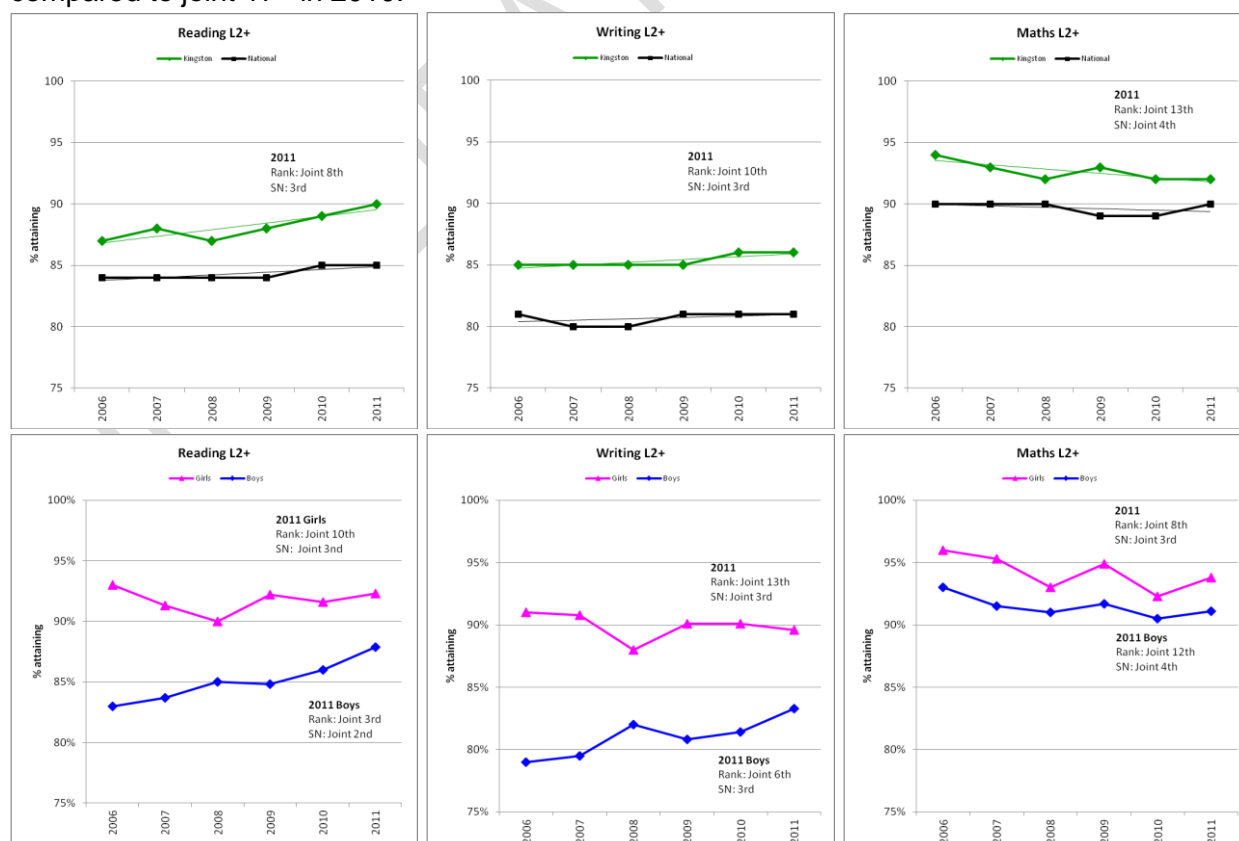 compared to joint in 2010.
Reading L2+
Kingston National
100
95
90
85
80
75
% attaining
2011
Rank: Joint 8th
SN: 3rd
2006 2007 2008 2009 2010 2011
Writing L2+
Kingston National
100
95
90
85
80
75
% attaining
2011
Rank: Joint 10th
SN: Joint 3rd
2006 2007 2008 2009 2010 2011
Maths L2+
Kingston National
100
95
90
85
80
75
% attaining
2011
Rank: Joint 13th
SN: Joint 4th
2006 2007 2008 2009 2010 2011
Reading L2+
Girls Boys
100%
95%
90%
85%
80%
75%
% attaining
2011 Girls
Rank: Joint 10th
SN: Joint 3nd
2011 Boys
Rank: Joint 3rd
SN: Joint 2nd
2006 2007 2008 2009 2010 2011
Writing L2+
Girls Boys
100%
95%
90%
85%
80%
75%
% attaining
2011
Rank: Joint 13th
SN: Joint 3rd
2011 Boys
Rank: Joint 6th
SN: 3rd
2006 2007 2008 2009 2010 2011
Maths L2+
Girls Boys
100%
95%
90%
85%
80%
75%
% attaining
2011
Rank: Joint 8th
SN: Joint 3rd
2011 Boys
Rank: Joint 12th
SN: Joint 4th
2006 2007 2008 2009 2010 2011